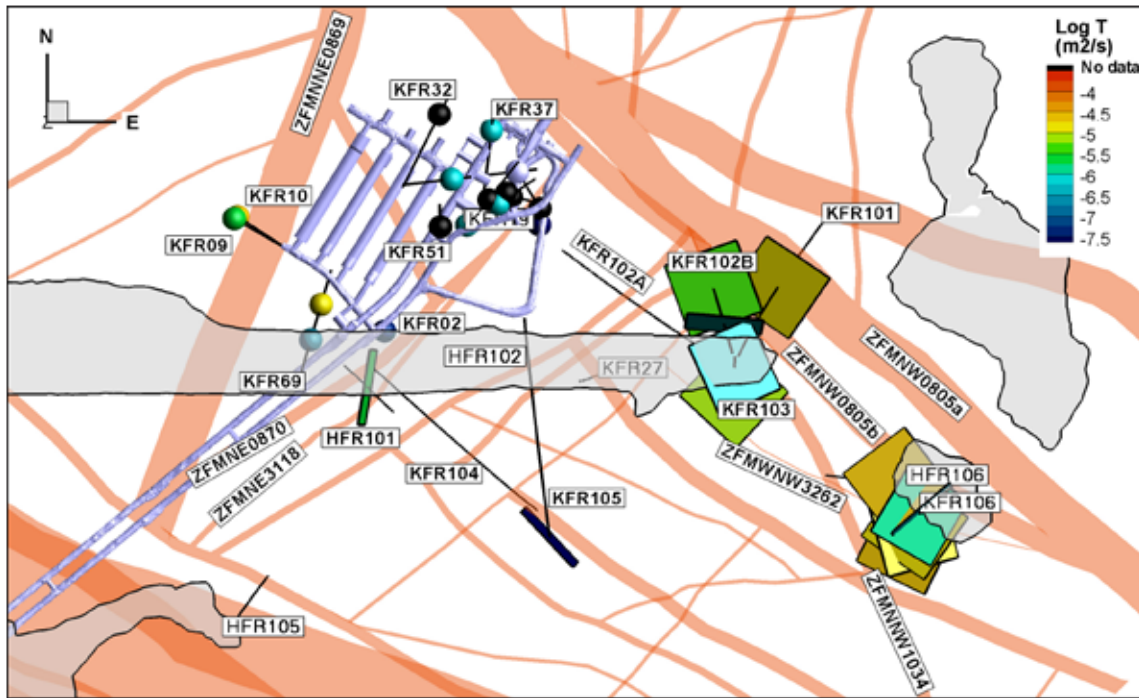 N
E
Z
Log T
(m2/s)
No data
-4
-4.5
-5
-5.5
-6
-6.5
-7
-7.5
ZFMNNE0869
KFR32
KFR37
KFR10
KFR09
KFR51
KFR101
KFR102B
KFR102A
KFR02
HFR102
KFR27
KFR69
KFR103
ZFMNW0805a
ZFMNW0805b
HFR101
ZFMNE0870
ZFMNE3118
KFR104
KFR105
ZFMWNW3262
HFR106
KFR106
HFR105
ZFMNNW1034